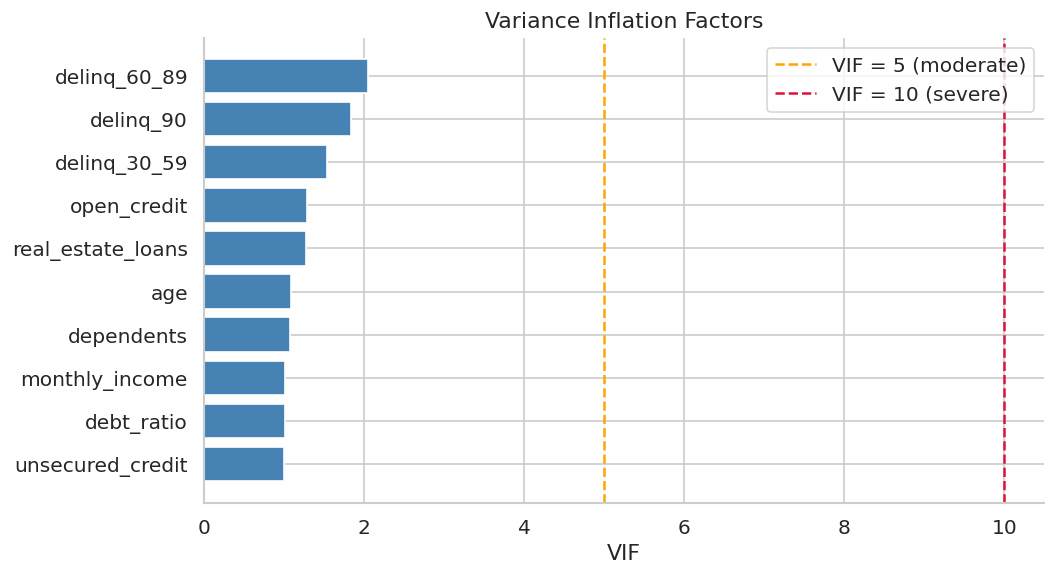 Variance Inflation Factors
VIF = 5 (moderate)
VIF = 10 (severe)
delinq_60_89
delinq_90
delinq_30_59
open_credit
real_estate_loans
age
dependents
monthly_income
debt_ratio
unsecured_credit
0 2 4 6 8 10
VIF